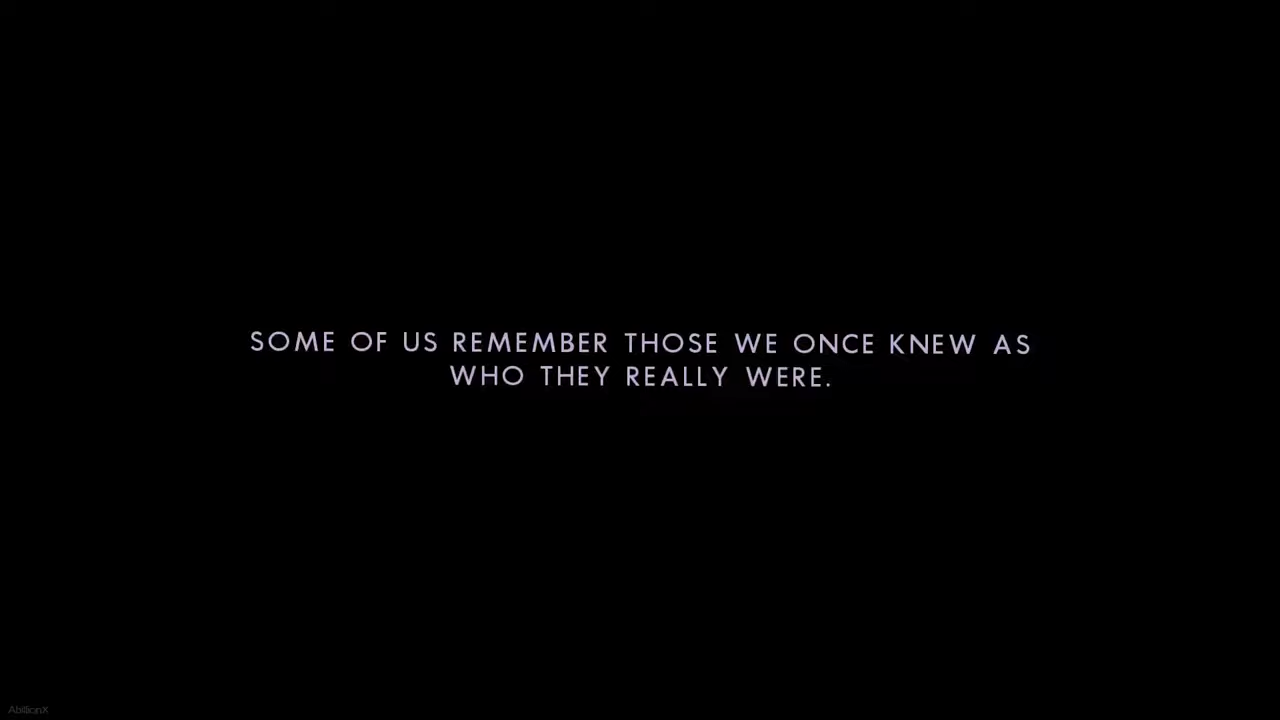 SOME OF US REMEMBER THOSE WE ONCE KNEW AS
WHO THEY REALLY WERE.